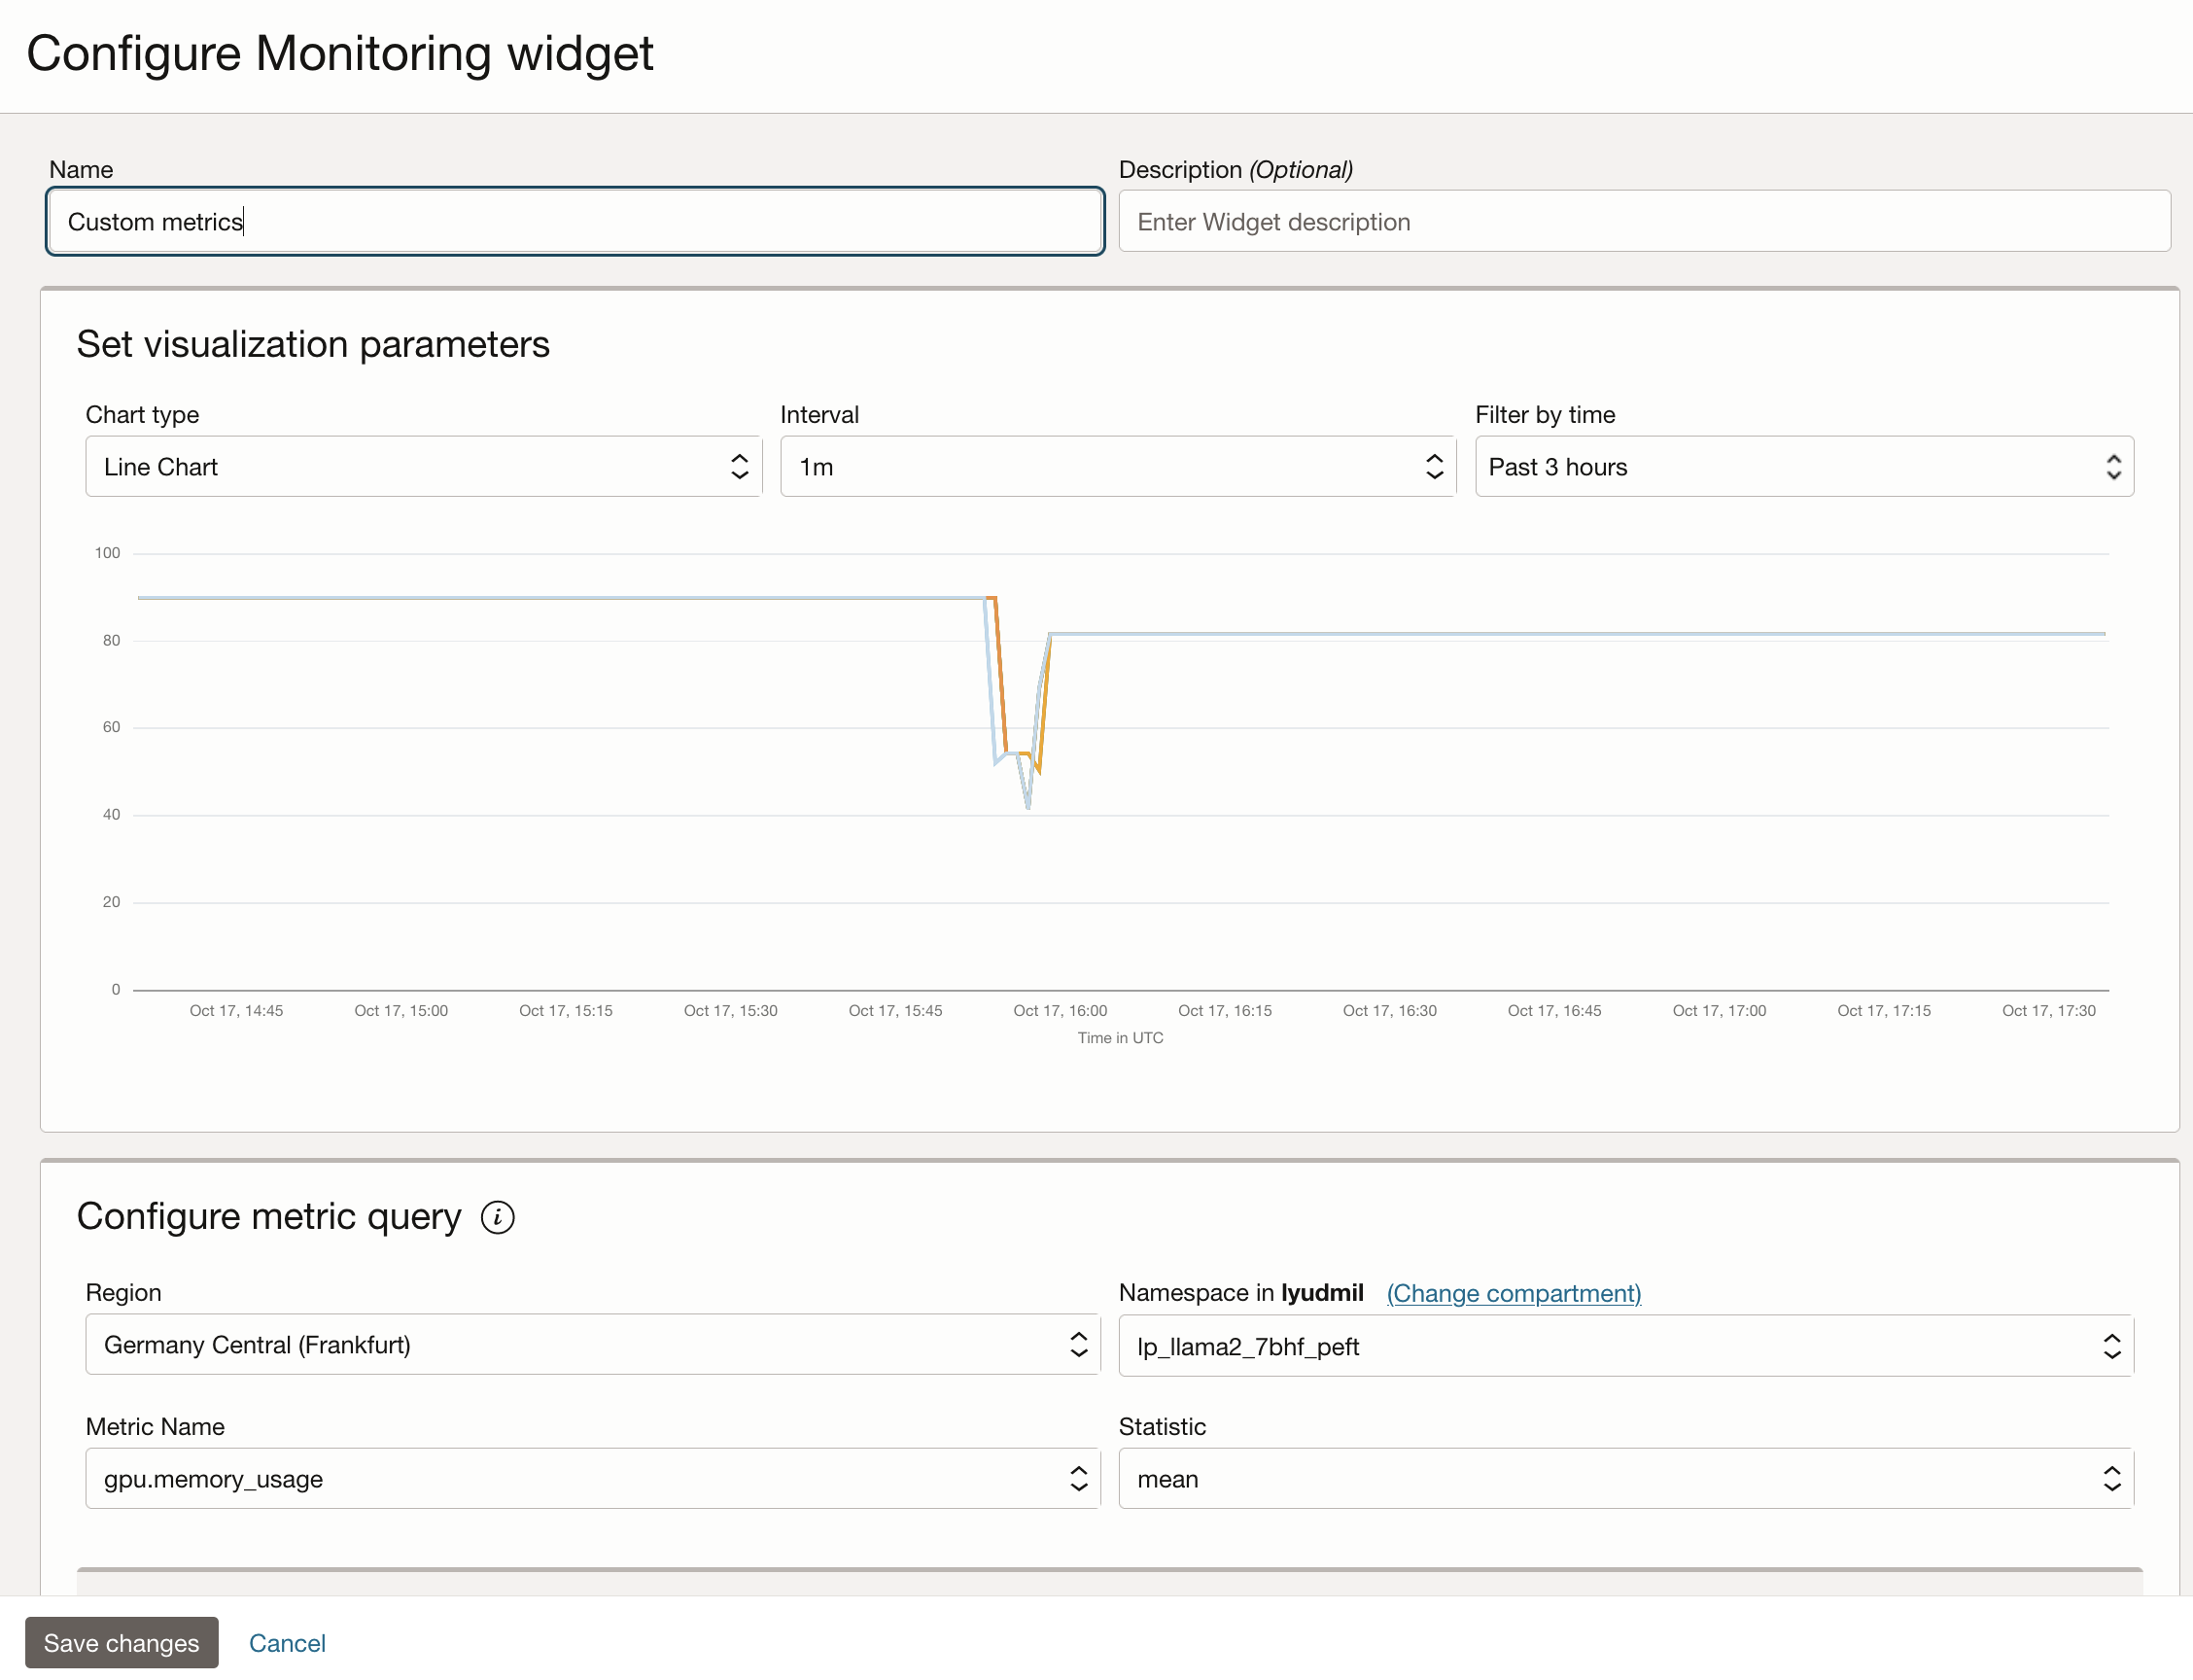 Configure Monitoring widget
Name
Description (Optional)
Custom metrics
Enter Widget description
Set visualization parameters
Chart type
Interval
Filter by time
Line Chart
1m
Past 3 hours
100
80
60
40
20
0
Oct 17, 14:45
Oct 17, 15:00
Oct 17, 15:15
Oct 17, 15:30
Oct 17, 15:45
Oct 17, 16:00
Oct 17, 16:15
Oct 17, 16:30
Oct 17, 16:45
Oct 17, 17:00
Oct 17, 17:15
Oct 17, 17:30
Time in UTC
Configure metric query i
Region
Namespace in lyudmil (Change compartment)
Germany Central (Frankfurt)
lp_llama2_7bhf_peft
Metric Name
Statistic
gpu.memory_usage
mean
Save changes
Cancel